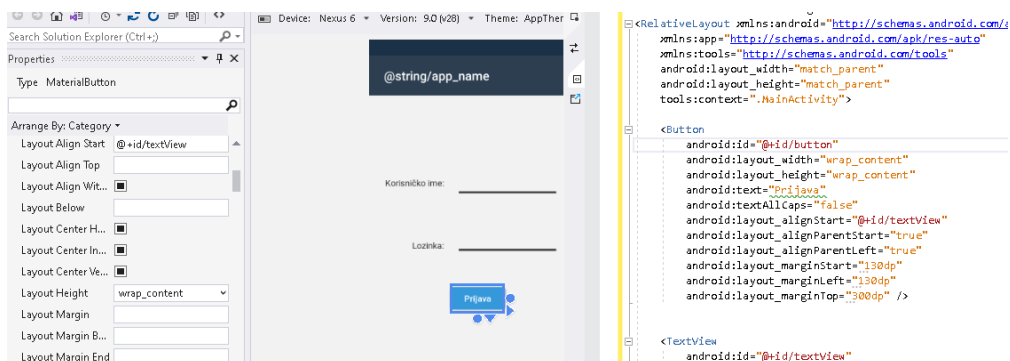 Device: Nexus 6
Version: 9.0 (v28)
Theme: AppTher
Search Solution Explorer (Ctrl+;)
Properties
Type MaterialButton
Arrange By: Category
Layout Align Start @+id/textView
Layout Align Top
Layout Align Wit...
Layout Below
Layout Center H...
Layout Center In...
Layout Center Ve...
Layout Height wrap_content
Layout Margin
Layout Margin B...
Layout Margin End
@string/app_name
Korisničko ime:
Lozinka:
Prijava
<RelativeLayout xmlns:android="http://schemas.android.com/a
xmlns:app="http://schemas.android.com/apk/res-auto"
xmlns:tools="http://schemas.android.com/tools"
android:layout_width="match_parent"
android:layout_height="match_parent"
tools:context=".MainActivity">
<Button
android:id="@+id/button"
android:layout_width="wrap_content"
android:layout_height="wrap_content"
android:text="Prijava"
android:textAllCaps="false"
android:layout_alignStart="@+id/textView"
android:layout_alignParentStart="true"
android:layout_alignParentLeft="true"
android:layout_marginStart="130dp"
android:layout_marginLeft="130dp"
android:layout_marginTop="300dp" />
<TextView
android:id="@+id/textView"